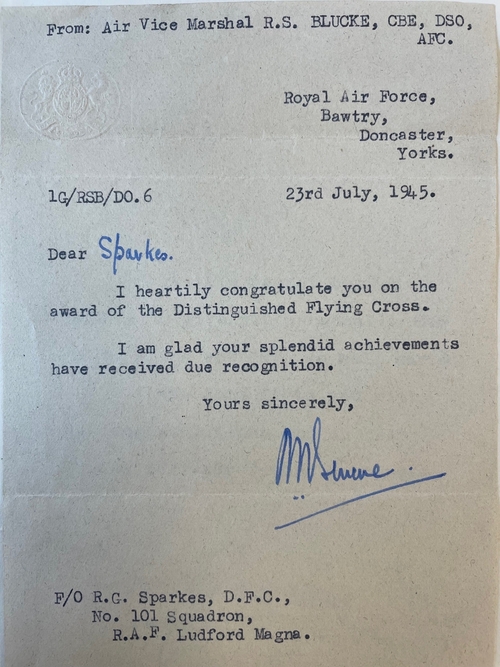 From: Air Vice Marshal R.S. BLUCKE, CBE, DSO,
AFC.
Royal Air Force,
Bawtry,
Doncaster,
Yorks.
1G/RSB/DO.6 23rd July, 1945.
Dear Sparkes.
I heartily congratulate you on the
award of the Distinguished Flying Cross.
I am glad your splendid achievements
have received due recognition.
Yours sincerely,
F/O R.G. Sparkes, D.F.C.,
No. 101 Squadron,
R.A.F. Ludford Magna.